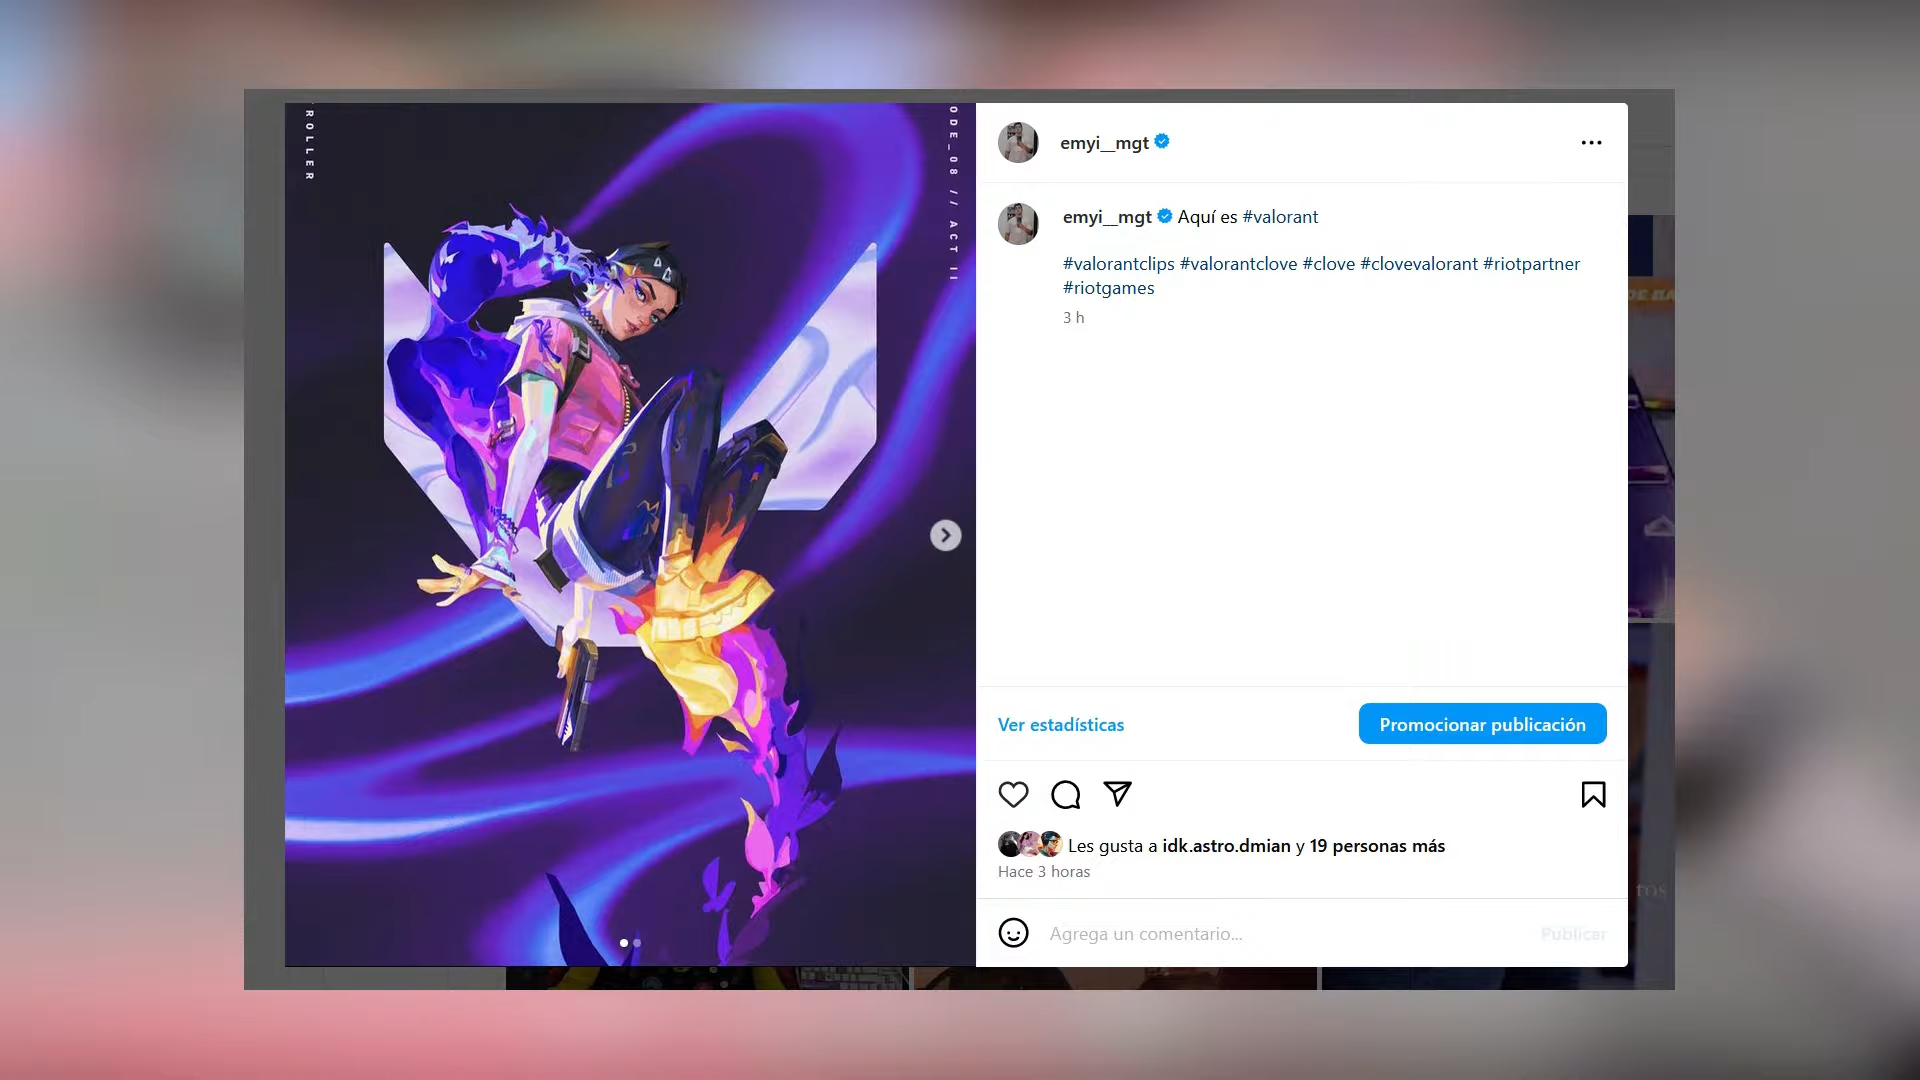 ROLLER
ODE_08 // ACT II
emyi__mgt
emyi__mgt Aquí es #valorant
#valorantclips #valorantclove #clove #clovevalorant #riotpartner
#riotgames
3 h
Ver estadísticas
Promocionar publicación
Les gusta a idk.astro.dmian y 19 personas más
Hace 3 horas
Agrega un comentario...
Publicar